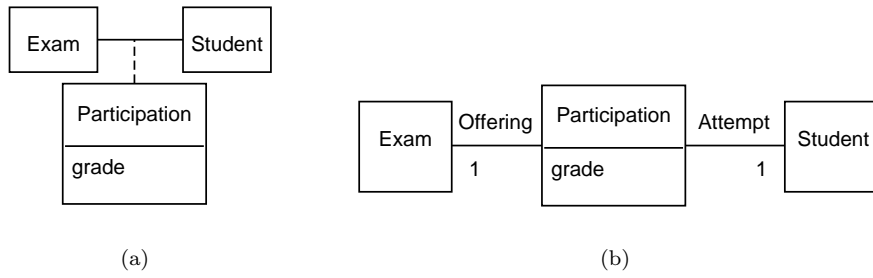 Exam
Student
Participation
grade
(a)
Exam
Offering
1
Participation
grade
Attempt
1
Student
(b)